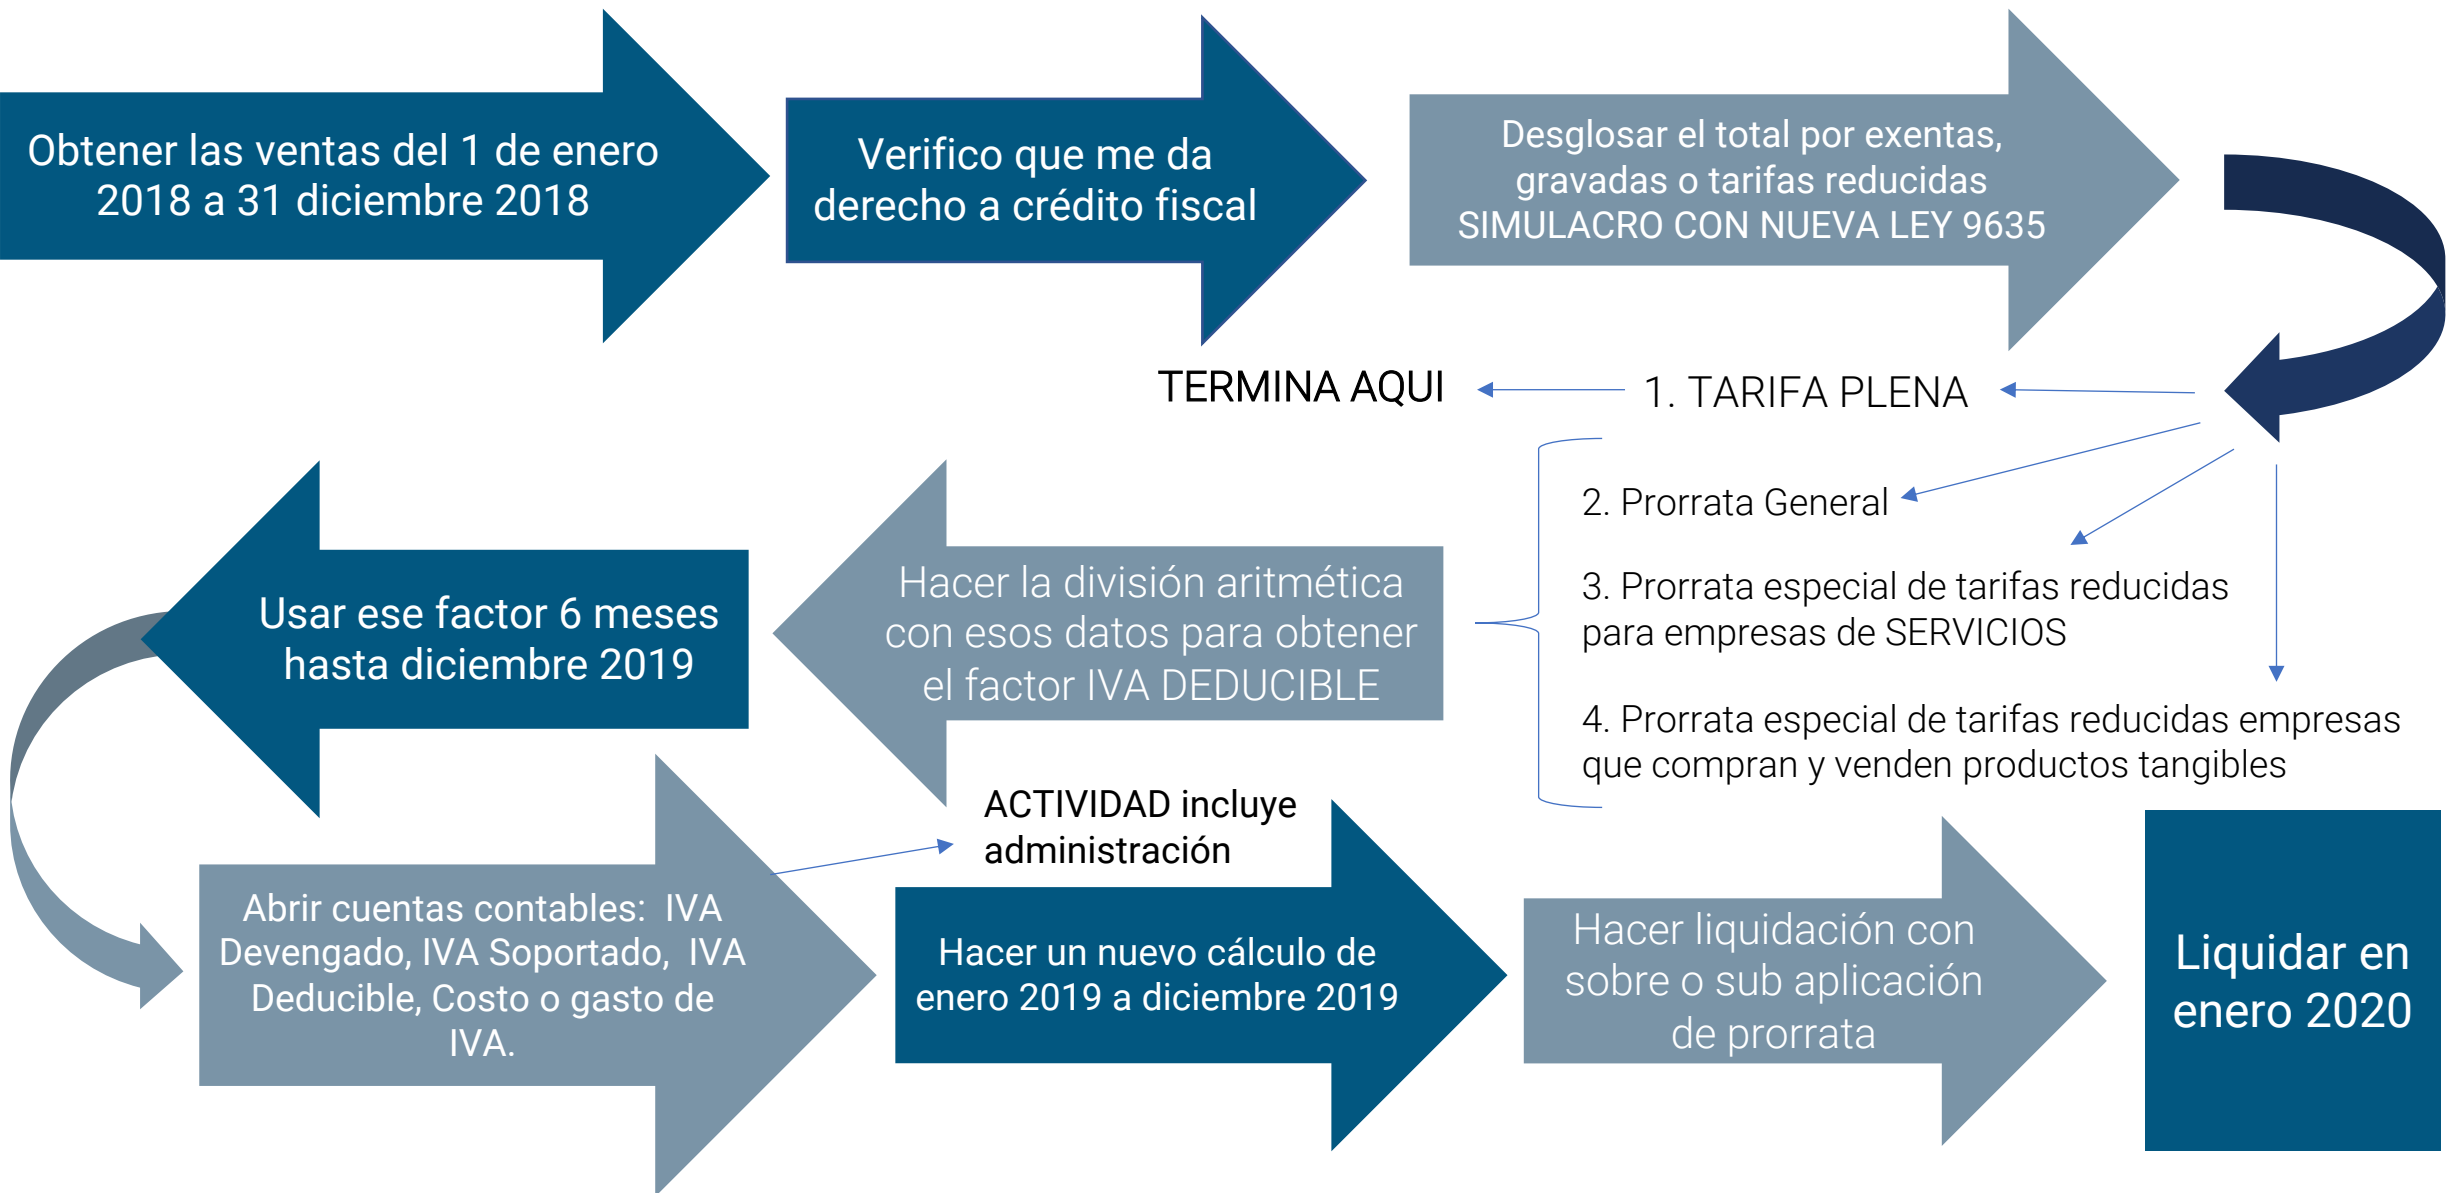 Obtener las ventas del 1 de enero
2018 a 31 diciembre 2018
Verifico que me da
derecho a crédito fiscal
Desglosar el total por exentas,
gravadas o tarifas reducidas
SIMULACRO CON NUEVA LEY 9635
TERMINA AQUI
1. TARIFA PLENA
2. Prorrata General
3. Prorrata especial de tarifas reducidas
para empresas de SERVICIOS
4. Prorrata especial de tarifas reducidas empresas
que compran y venden productos tangibles
Hacer la división aritmética
con esos datos para obtener
el factor IVA DEDUCIBLE
Usar ese factor 6 meses
hasta diciembre 2019
Abrir cuentas contables:  IVA
Devengado, IVA Soportado,  IVA
Deducible, Costo o gasto de
IVA.
ACTIVIDAD incluye
administración
Hacer un nuevo cálculo de
enero 2019 a diciembre 2019
Hacer liquidación con
sobre o sub aplicación
de prorrata
Liquidar en
enero 2020